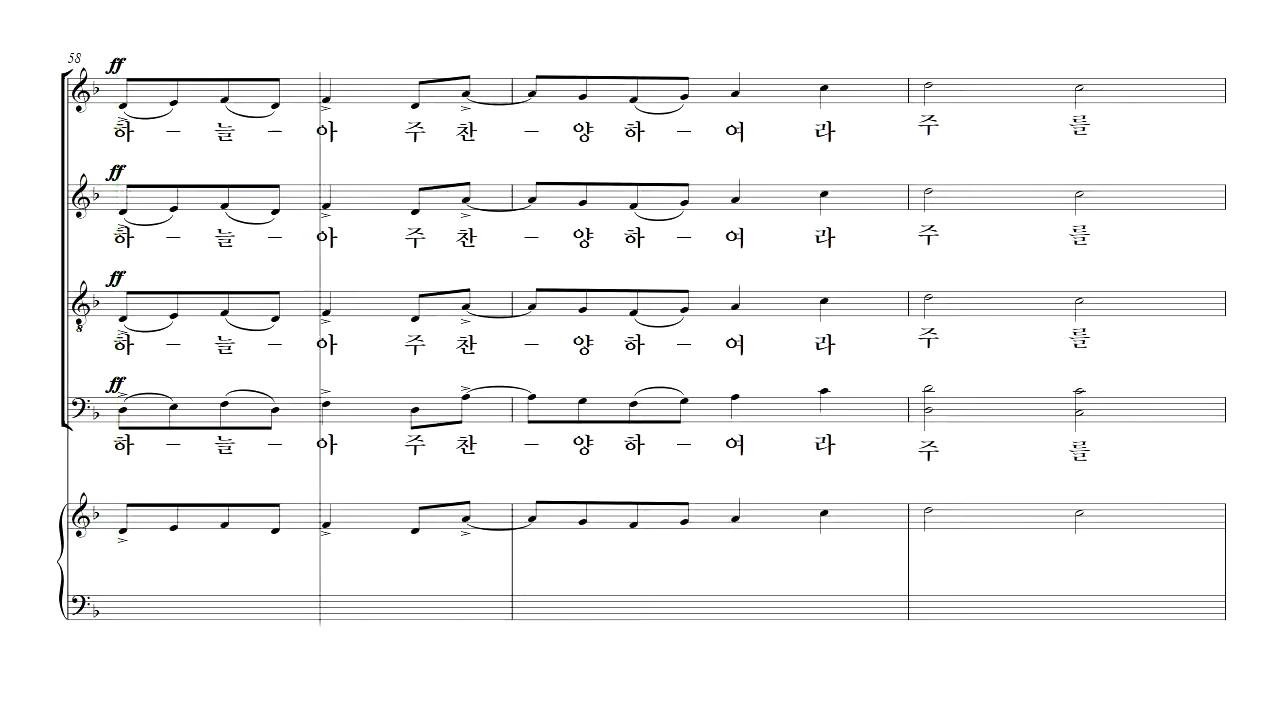 58
ff
하 – 늘 – 아 주 찬 – 양 하 – 여 라 주 를
ff
하 – 늘 – 아 주 찬 – 양 하 – 여 라 주 를
ff
하 – 늘 – 아 주 찬 – 양 하 – 여 라 주 를
ff
하 – 늘 – 아 주 찬 – 양 하 – 여 라 주 를